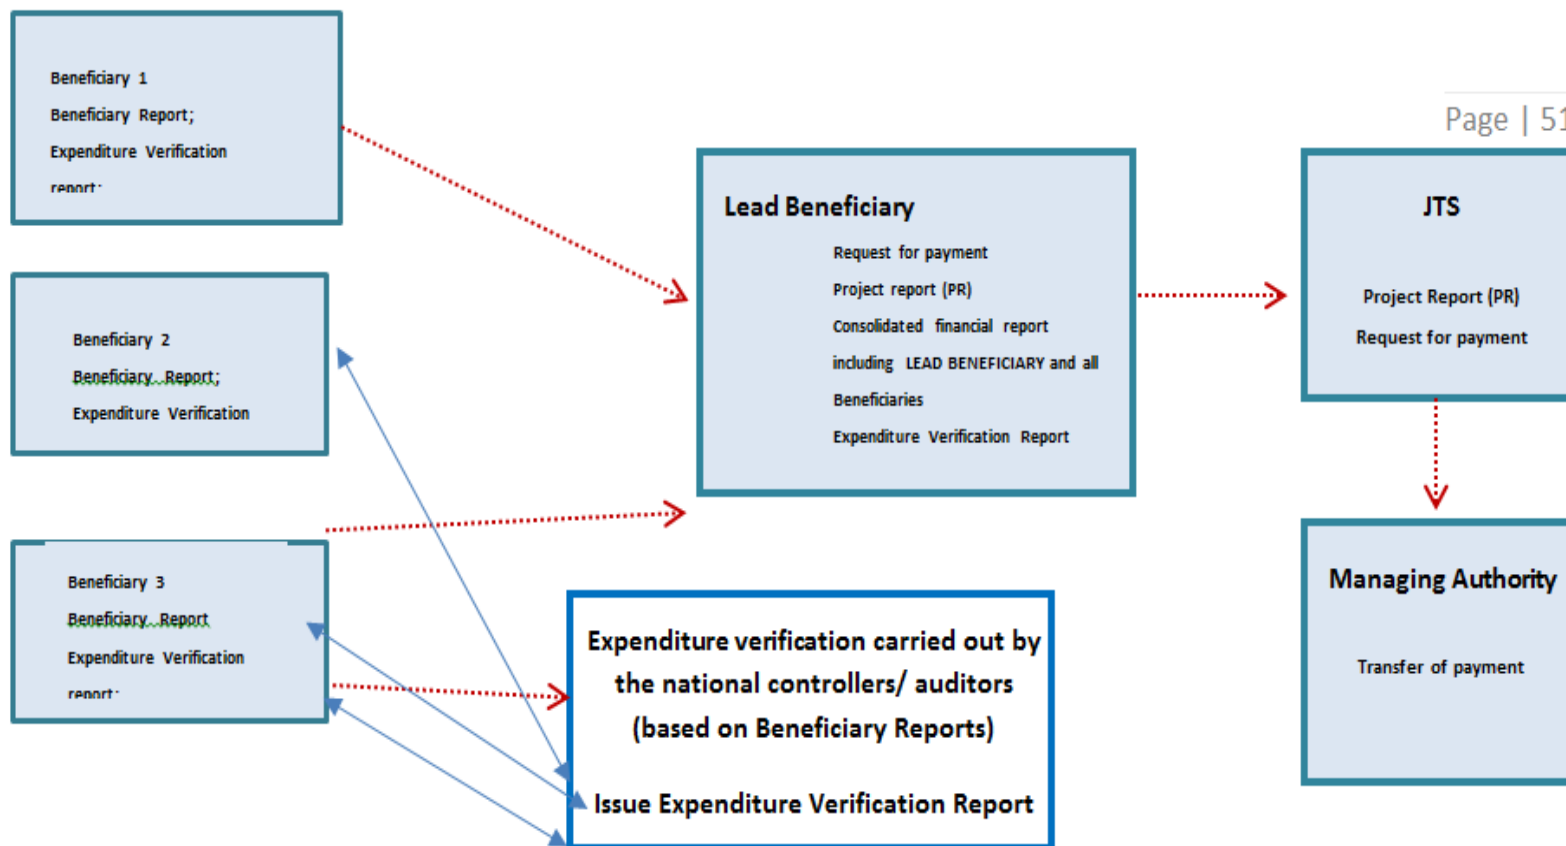 Beneficiary 1
Beneficiary Report;
Expenditure Verification
report;
Beneficiary 2
Beneficiary Report;
Expenditure Verification
Beneficiary 3
Beneficiary Report
Expenditure Verification
report;
Lead Beneficiary
Request for payment
Project report (PR)
Consolidated financial report
including LEAD BENEFICIARY and all
Beneficiaries
Expenditure Verification Report
Expenditure verification carried out by
the national controllers/ auditors
(based on Beneficiary Reports)
Issue Expenditure Verification Report
Page | 51
JTS
Project Report (PR)
Request for payment
Managing Authority
Transfer of payment